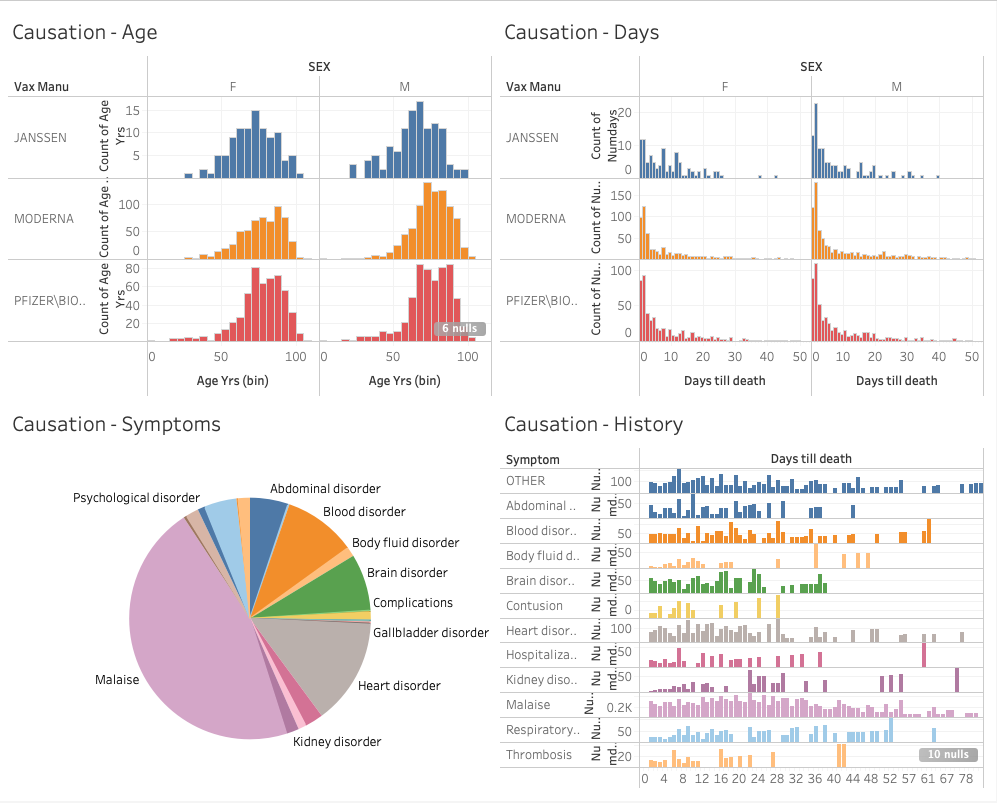 Causation - Age
SEX
Vax Manu
F
M
JANSSEN
Count of Age
Yrs
15
10
5
MODERNA
Count of Age ..
100
50
0
PFIZER\BIO..
Count of Age
Yrs
80
60
40
20
6 nulls
0 50 100 0 50 100
Age Yrs (bin) Age Yrs (bin)
Causation - Days
SEX
Vax Manu
F
M
JANSSEN
Count of
Numdays
20
10
0
MODERNA
Count of Nu..
150
100
50
PFIZER\BIO..
Count of Nu..
100
50
0
0 10 20 30 40 50 0 10 20 30 40 50
Days till death Days till death
Causation - Symptoms
Abdominal disorder
Psychological disorder
Blood disorder
Body fluid disorder
Brain disorder
Complications
Gallbladder disorder
Malaise
Heart disorder
Kidney disorder
Causation - History
Symptom
Days till death
OTHER Nu.. 100
Abdominal .. Nu md.. 50
Blood disor.. Nu.. 50
Body fluid d.. Nu md.. 50
Brain disor.. Nu md.. 50
Contusion Nu md.. 0
Heart disor.. Nu.. 100
Hospitaliza.. Nu md.. 50
Kidney diso.. Nu md.. 50
Malaise Nu.. 0.2K
Respiratory.. Nu.. 50
Thrombosis Nu md.. 20
10 nulls
0 4 8 12 16 20 24 28 32 36 40 44 48 52 57 61 67 78